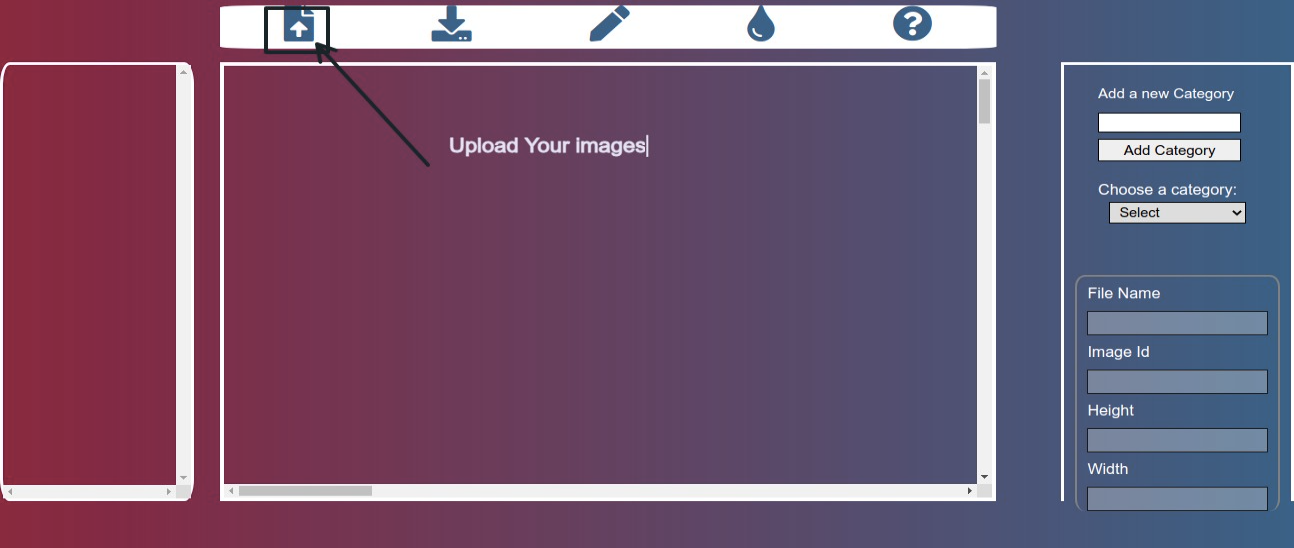 Upload Your images
Add a new Category
Add Category
Choose a category:
Select
File Name
Image Id
Height
Width